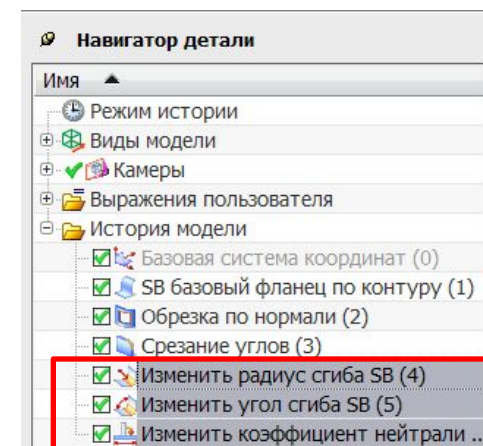 Навигатор детали
Имя
Режим истории
Виды модели
Камеры
Выражения пользователя
История модели
Базовая система координат (0)
SB базовый фланец по контуру (1)
Обрезка по нормали (2)
Срезание углов (3)
Изменить радиус сгиба SB (4)
Изменить угол сгиба SB (5)
Изменить коэффициент нейтрали ..